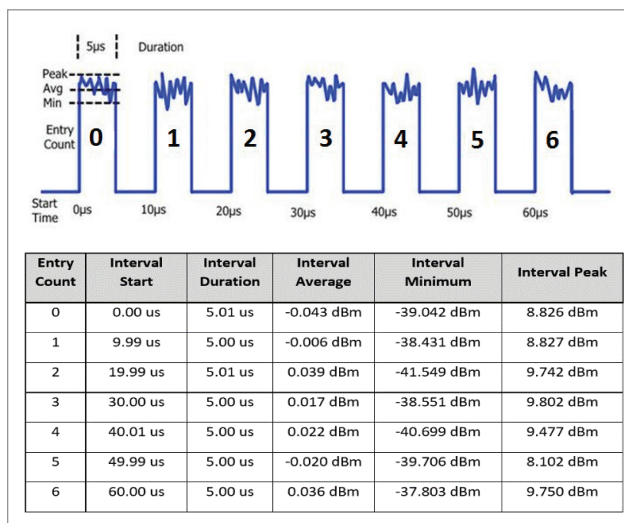 5µs Duration
Peak
Avg
Min
Entry
Count 0 1 2 3 4 5 6
Start
Time 0µs 10µs 20µs 30µs 40µs 50µs 60µs
Entry Count Interval Start Interval Duration Interval Average Interval Minimum Interval Peak
0 0.00 us 5.01 us -0.043 dBm -39.042 dBm 8.826 dBm
1 9.99 us 5.00 us -0.006 dBm -38.431 dBm 8.827 dBm
2 19.99 us 5.01 us 0.039 dBm -41.549 dBm 9.742 dBm
3 30.00 us 5.00 us 0.017 dBm -38.551 dBm 9.802 dBm
4 40.01 us 5.00 us 0.022 dBm -40.699 dBm 9.477 dBm
5 49.99 us 5.00 us -0.020 dBm -39.706 dBm 8.102 dBm
6 60.00 us 5.00 us 0.036 dBm -37.803 dBm 9.750 dBm